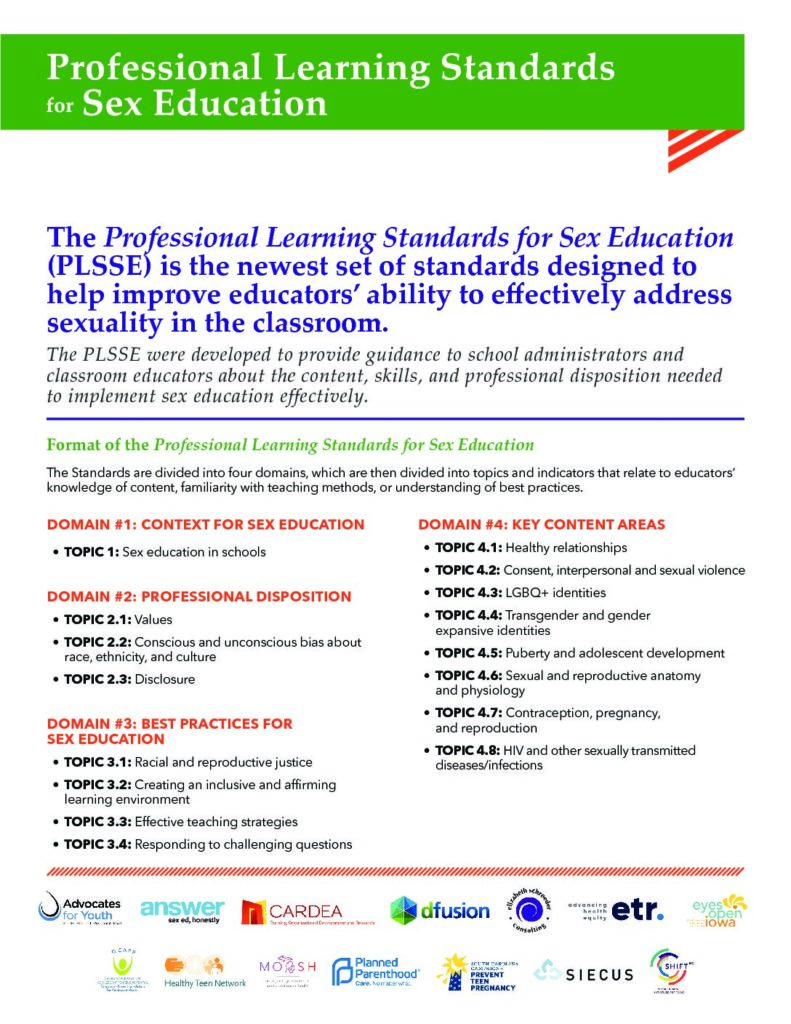 Professional Learning Standards
for Sex Education
The Professional Learning Standards for Sex Education
(PLSSE) is the newest set of standards designed to
help improve educators’ ability to effectively address
sexuality in the classroom.
The PLSSE were developed to provide guidance to school administrators and
classroom educators about the content, skills, and professional disposition needed
to implement sex education effectively.
Format of the Professional Learning Standards for Sex Education
The Standards are divided into four domains, which are then divided into topics and indicators that relate to educators’
knowledge of content, familiarity with teaching methods, or understanding of best practices.
DOMAIN #1: CONTEXT FOR SEX EDUCATION
• TOPIC 1: Sex education in schools
DOMAIN #2: PROFESSIONAL DISPOSITION
• TOPIC 2.1: Values
• TOPIC 2.2: Conscious and unconscious bias about
race, ethnicity, and culture
• TOPIC 2.3: Disclosure
DOMAIN #3: BEST PRACTICES FOR
SEX EDUCATION
• TOPIC 3.1: Racial and reproductive justice
• TOPIC 3.2: Creating an inclusive and affirming
learning environment
• TOPIC 3.3: Effective teaching strategies
• TOPIC 3.4: Responding to challenging questions
DOMAIN #4: KEY CONTENT AREAS
• TOPIC 4.1: Healthy relationships
• TOPIC 4.2: Consent, interpersonal and sexual violence
• TOPIC 4.3: LGBQ+ identities
• TOPIC 4.4: Transgender and gender
expansive identities
• TOPIC 4.5: Puberty and adolescent development
• TOPIC 4.6: Sexual and reproductive anatomy
and physiology
• TOPIC 4.7: Contraception, pregnancy,
and reproduction
• TOPIC 4.8: HIV and other sexually transmitted
diseases/infections
Advocates
for Youth
answer
sex ed, honestly
CARDEA
dfusion
elizabeth schroeder
consulting
advancing
health
equity
etr.
eyes
open
iowa
Healthy Teen Network
Planned
Parenthood
Care. No matter what.
SOUTH CAROLINA
CAMPAIGN to
PREVENT
TEEN
PREGNANCY
SIECUS
SHIFT